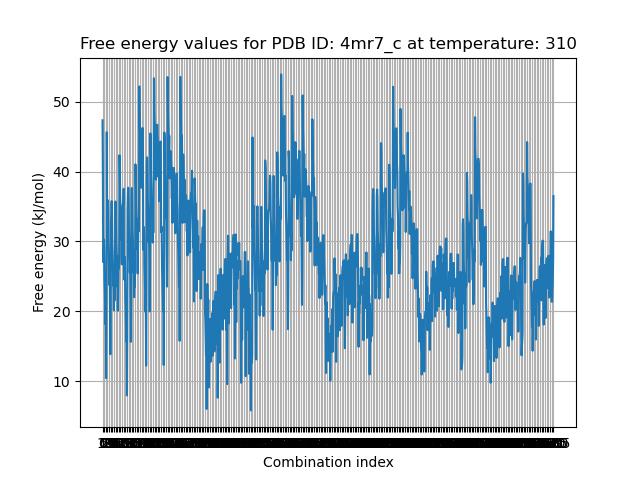 Free energy values for PDB ID: 4mr7_c at temperature: 310
Free energy (kJ/mol)
50
40
30
20
10
Combination index